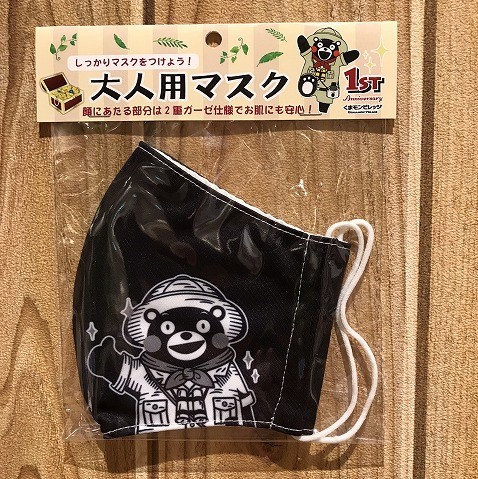 しっかりマスクをつけよう！
大人用マスク
顔にあたる部分は2重ガーゼ仕様でお肌にも安心！
1ST
Anniversary
くまモンビレッジ